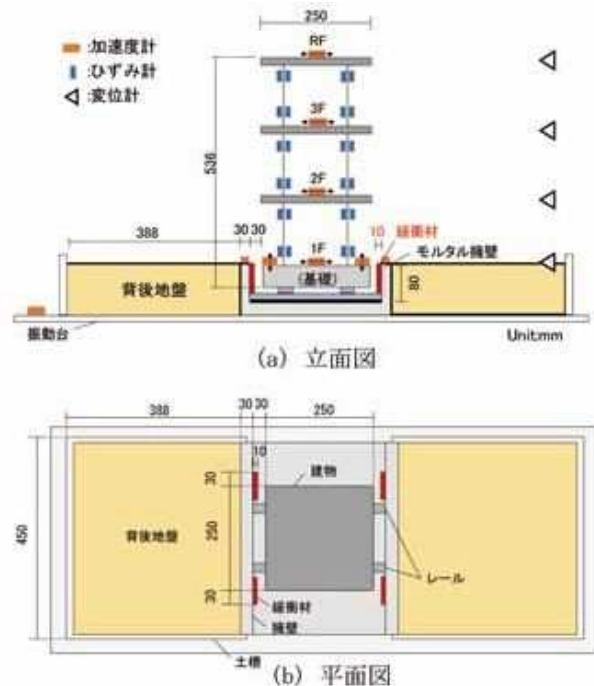 250
RF
:加速度計
:ひずみ計
:変位計
3F
536
2F
388
30 30
1F
10
緩衝材
モルタル擁壁
背後地盤
(基礎)
80
振動台
Unit:mm
(a) 立面図
388
30 30
250
10
建物
30
450
背後地盤
250
レール
30
緩衝材
擁壁
土槽
(b) 平面図